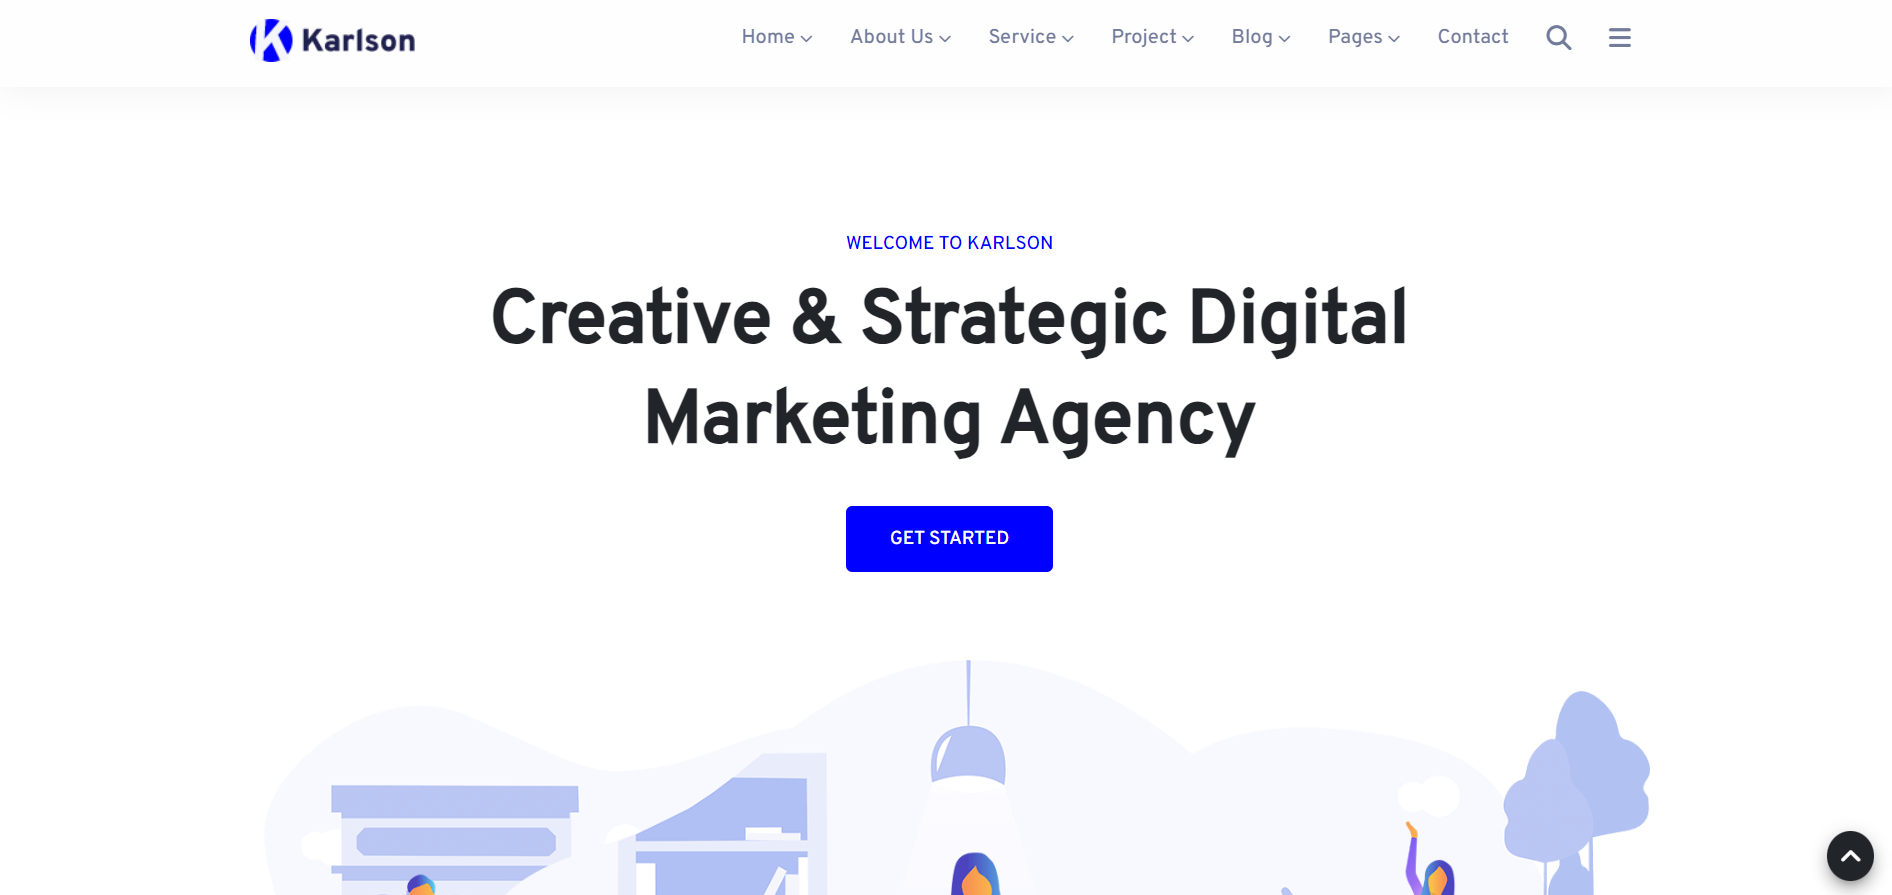 Karlson
Home About Us Service Project Blog Pages Contact
WELCOME TO KARLSON
Creative & Strategic Digital
Marketing Agency
GET STARTED